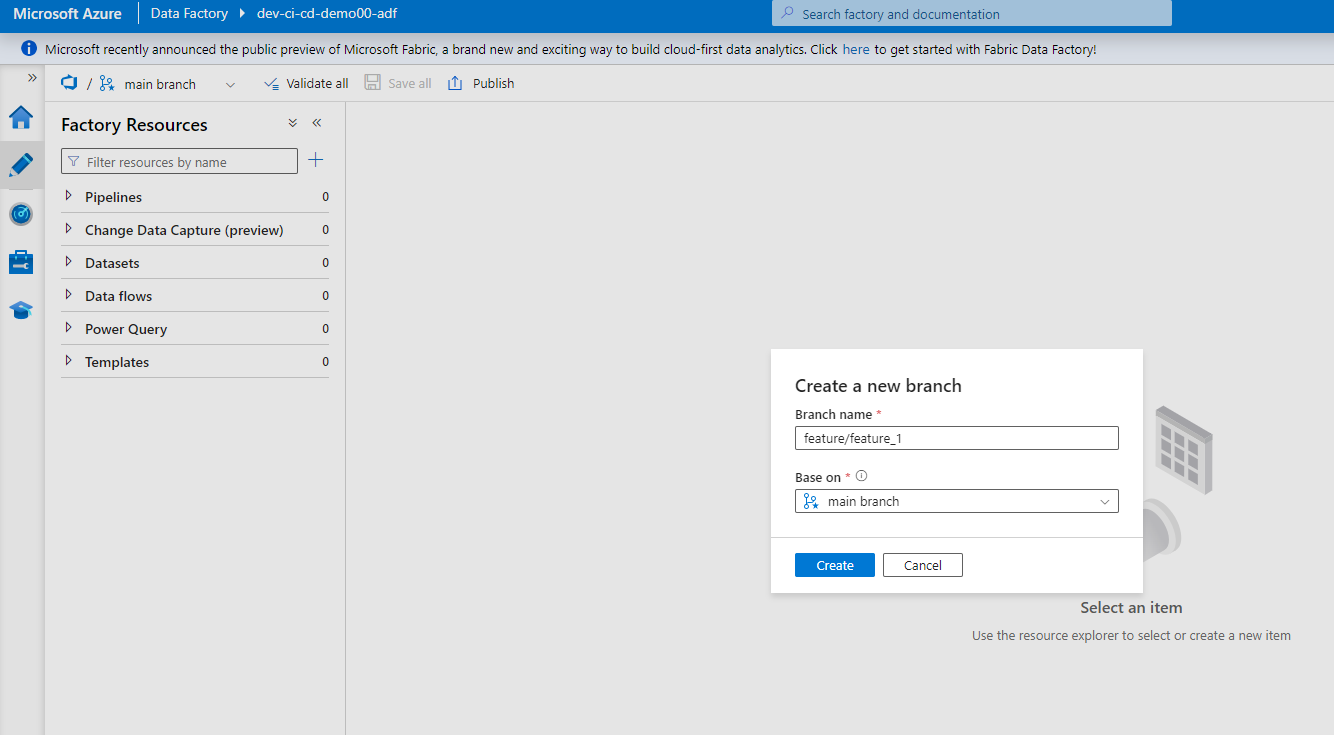 Microsoft Azure Data Factory dev-ci-cd-demo00-adf Search factory and documentation
Microsoft recently announced the public preview of Microsoft Fabric, a brand new and exciting way to build cloud-first data analytics. Click here to get started with Fabric Data Factory!
/ main branch Validate all Save all Publish
Factory Resources
Filter resources by name
Pipelines 0
Change Data Capture (preview) 0
Datasets 0
Data flows 0
Power Query 0
Templates 0
Create a new branch
Branch name *
feature/feature_1
Base on *
main branch
Create Cancel
Select an item
Use the resource explorer to select or create a new item